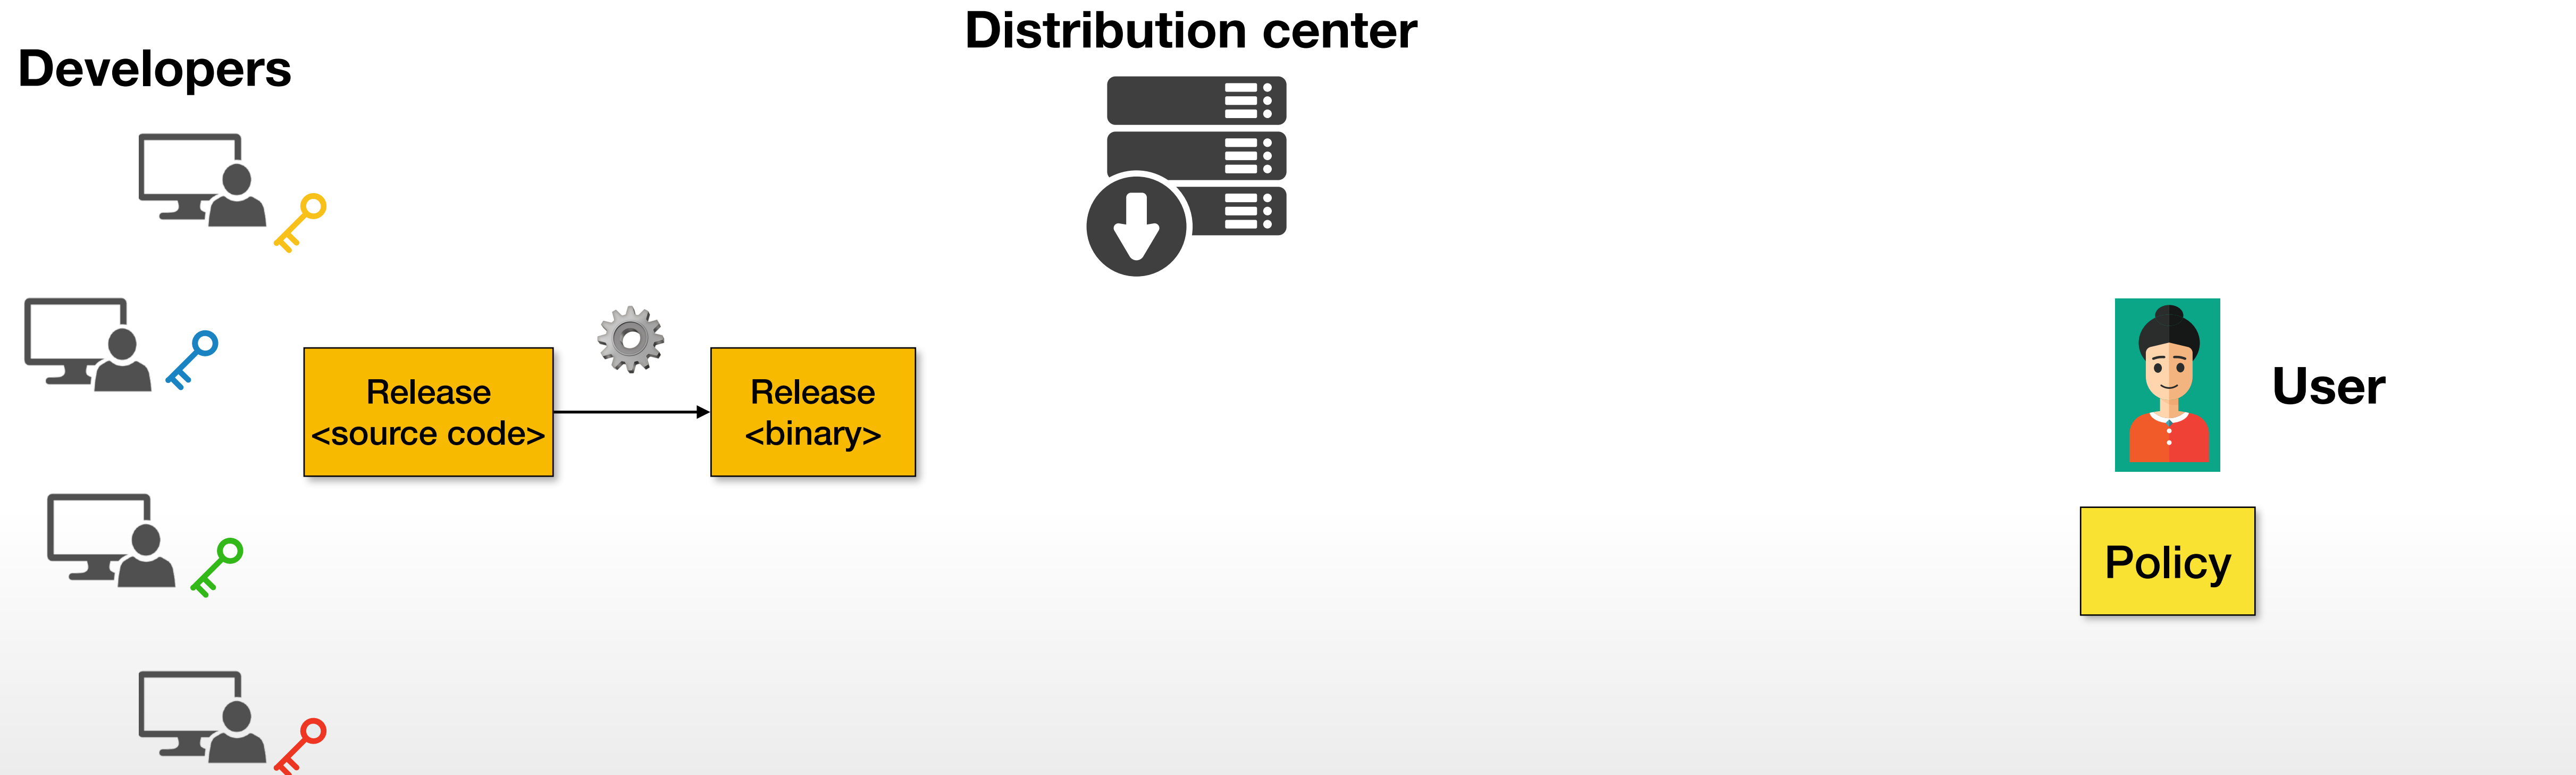 Distribution center
Developers
Release
<source code>
Release
<binary>
User
Policy